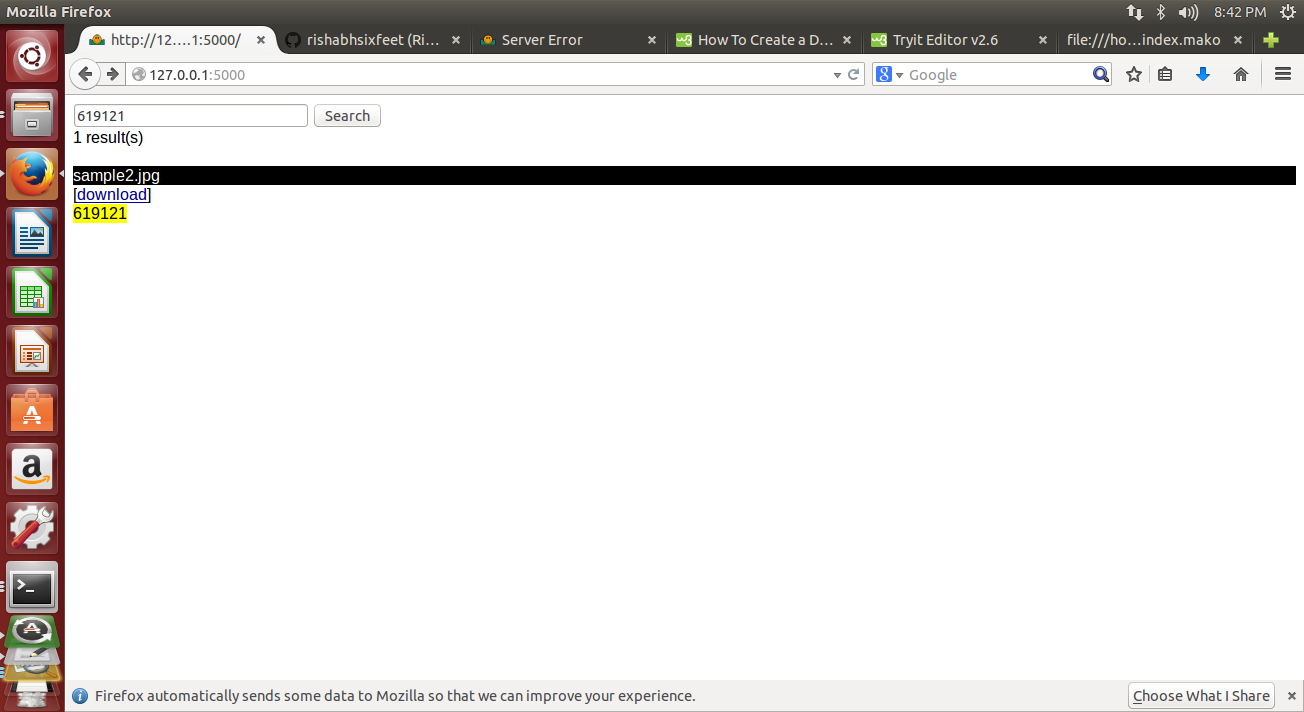 Mozilla Firefox
8:42 PM
http://12....1:5000/
rishabhsixfeet (Ri...
Server Error
How To Create a D...
Tryit Editor v2.6
file:///ho...index.mako
127.0.0.1:5000
Google
619121
Search
1 result(s)
sample2.jpg
[download]
619121
Firefox automatically sends some data to Mozilla so that we can improve your experience.
Choose What I Share